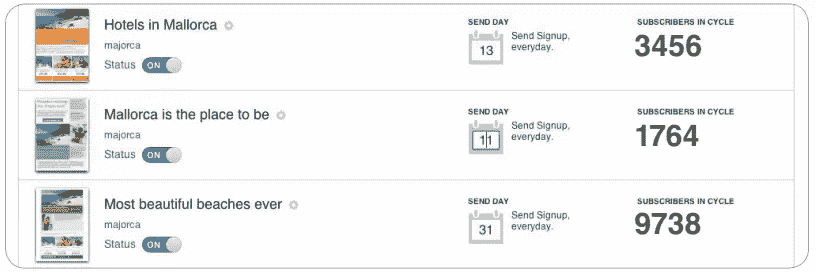 Hotels in Mallorca
majorca
Status ON
SEND DAY
13
Send Signup,
everyday.
SUBSCRIBERS IN CYCLE
3456
Mallorca is the place to be
majorca
Status ON
SEND DAY
11
Send Signup,
everyday.
SUBSCRIBERS IN CYCLE
1764
Most beautiful beaches ever
majorca
Status ON
SEND DAY
31
Send Signup,
everyday.
SUBSCRIBERS IN CYCLE
9738